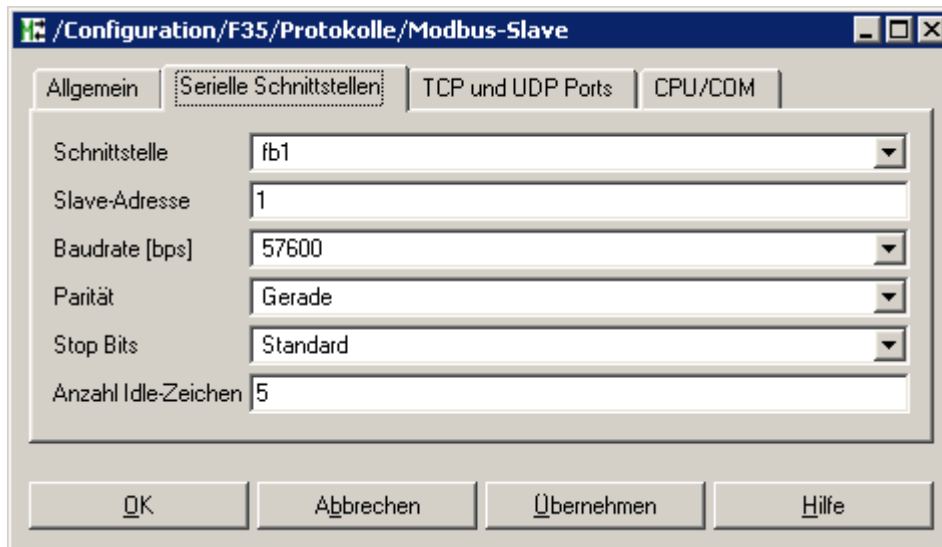 /Configuration/F35/Protokolle/Modbus-Slave
Allgemein Serielle Schnittstellen TCP und UDP Ports CPU/COM
Schnittstelle fb1
Slave-Adresse 1
Baudrate [bps] 57600
Parität Gerade
Stop Bits Standard
Anzahl Idle-Zeichen 5
OK Abbrechen Übernehmen Hilfe